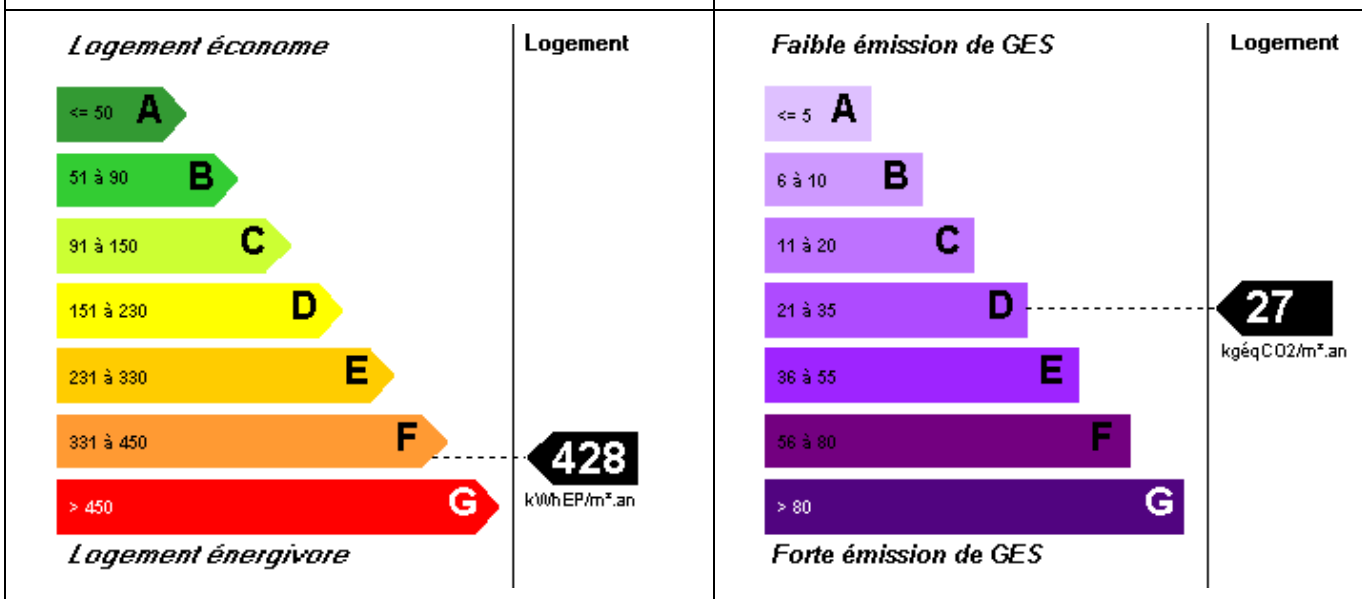 Logement économe
Logement
<= 50 A
51 à 90 B
91 à 150 C
151 à 230 D
231 à 330 E
331 à 450 F
428
kWhEP/m².an
> 450 G
Logement énergivore
Faible émission de GES
Logement
<= 5 A
6 à 10 B
11 à 20 C
21 à 35 D
27
kgéqCO2/m².an
36 à 55 E
56 à 80 F
> 80 G
Forte émission de GES